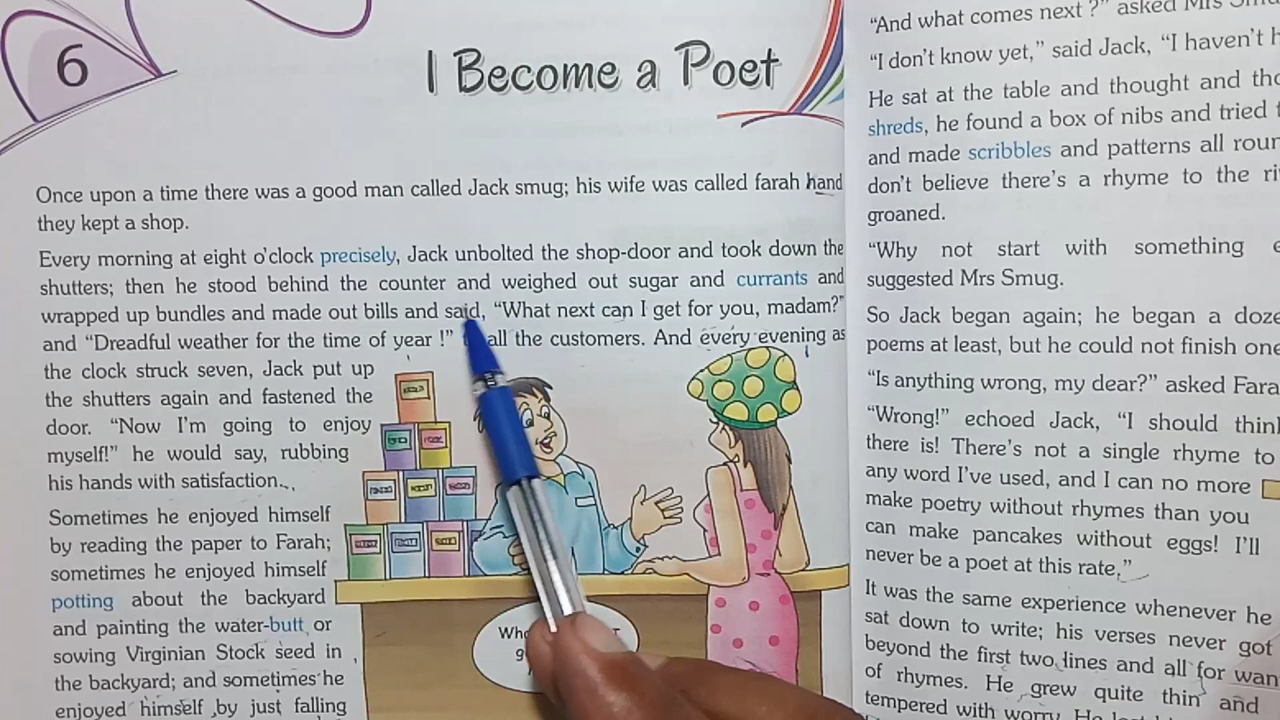 6
I Become a Poet
Once upon a time there was a good man called Jack smug; his wife was called farah hand
they kept a shop.
Every morning at eight o'clock precisely, Jack unbolted the shop-door and took down the
shutters; then he stood behind the counter and weighed out sugar and currants and
wrapped up bundles and made out bills and said, “What next can I get for you, madam?”
and “Dreadful weather for the time of year !” all the customers. And every evening as
the clock struck seven, Jack put up
the shutters again and fastened the
door. “Now I'm going to enjoy
myself!” he would say, rubbing
his hands with satisfaction.
Sometimes he enjoyed himself
by reading the paper to Farah;
sometimes he enjoyed himself
potting about the backyard
and painting the water-butt or
sowing Virginian Stock seed in
the backyard; and sometimes he
enjoyed himself by just falling
“And what comes next ?” asked Mrs
“I don't know yet,” said Jack, “I haven't
He sat at the table and thought and
shreds, he found a box of nibs and tried
and made scribbles and patterns all
don't believe there's a rhyme to the
groaned.
“Why not start with something
suggested Mrs Smug.
So Jack began again; he began a
poems at least, but he could not finish
“Is anything wrong, my dear?” asked
“Wrong!” echoed Jack, “I should
there is! There's not a single rhyme to
any word I've used, and I can no more
make poetry without rhymes than you
can make pancakes without eggs! I'll
never be a poet at this rate,”
It was the same experience whenever he
sat down to write; his verses never got
beyond the first two lines and all for
of rhymes. He grew quite thin and
tempered with worry. He